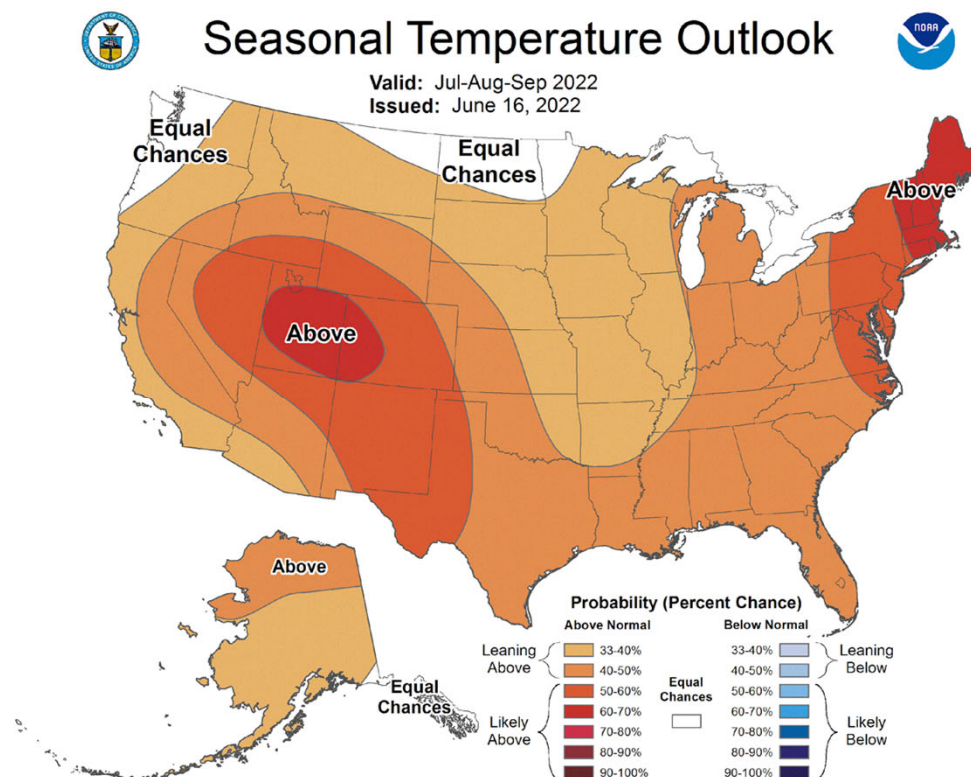 NOAA
Seasonal Temperature Outlook
Valid: Jul-Aug-Sep 2022
Issued: June 16, 2022
Equal
Chances
Equal
Chances
Above
Above
Above
Equal
Chances
Probability (Percent Chance)
Above Normal
Below Normal
Leaning
Above
33-40%
40-50%
Likely
Above
50-60%
60-70%
70-80%
80-90%
90-100%
Equal
Chances
33-40%
40-50%
Leaning
Below
50-60%
60-70%
70-80%
80-90%
90-100%
Likely
Below